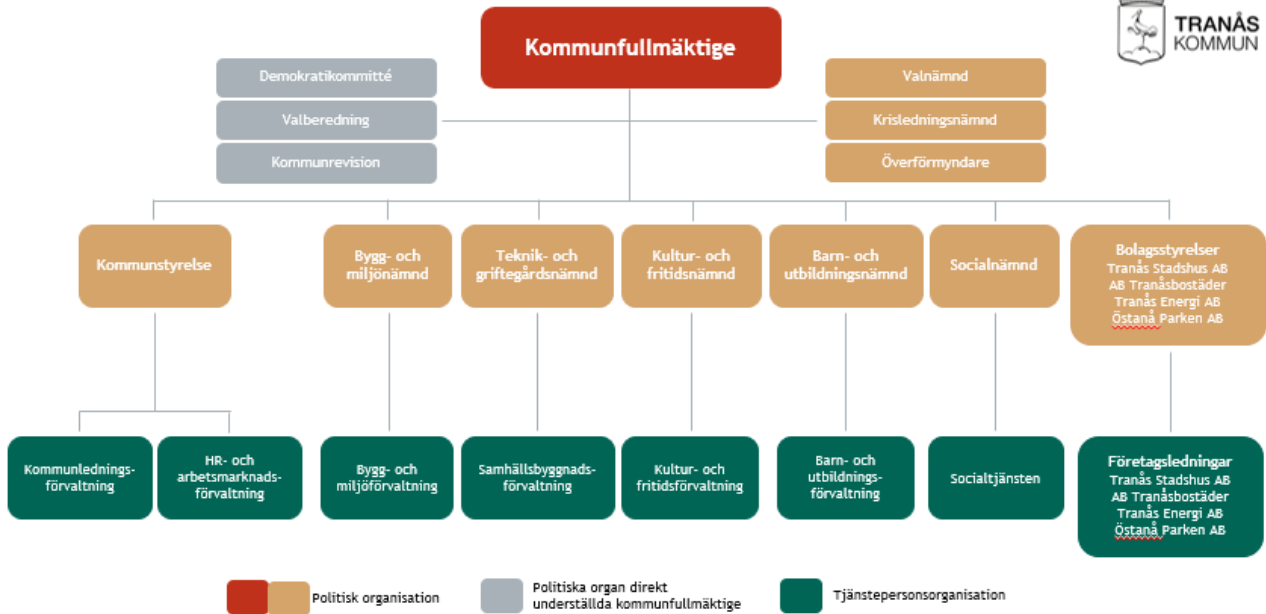 TRANÅS
KOMMUN
Kommunfullmäktige
Demokratikommitté
Valberedning
Kommunrevision
Valnämnd
Krisledningsnämnd
Överförmyndare
Kommunstyrelse
Bygg- och
miljönämnd
Teknik- och
griftegårdsnämnd
Kultur- och
fritidsnämnd
Barn- och
utbildningsnämnd
Socialnämnd
Bolagsstyrelser
Tranås Stadshus AB
AB Tranåsbostäder
Tranås Energi AB
Östanå Parken AB
Kommunlednings-
förvaltning
HR- och
arbetsmarknads-
förvaltning
Bygg- och
miljöförvaltning
Samhällsbyggnads-
förvaltning
Kultur- och
fritidsförvaltning
Barn- och
utbildnings-
förvaltning
Socialtjänsten
Företagsledningar
Tranås Stadshus AB
AB Tranåsbostäder
Tranås Energi AB
Östanå Parken AB
Politisk organisation
Politiska organ direkt
underställda kommunfullmäktige
Tjänstepersonsorganisation